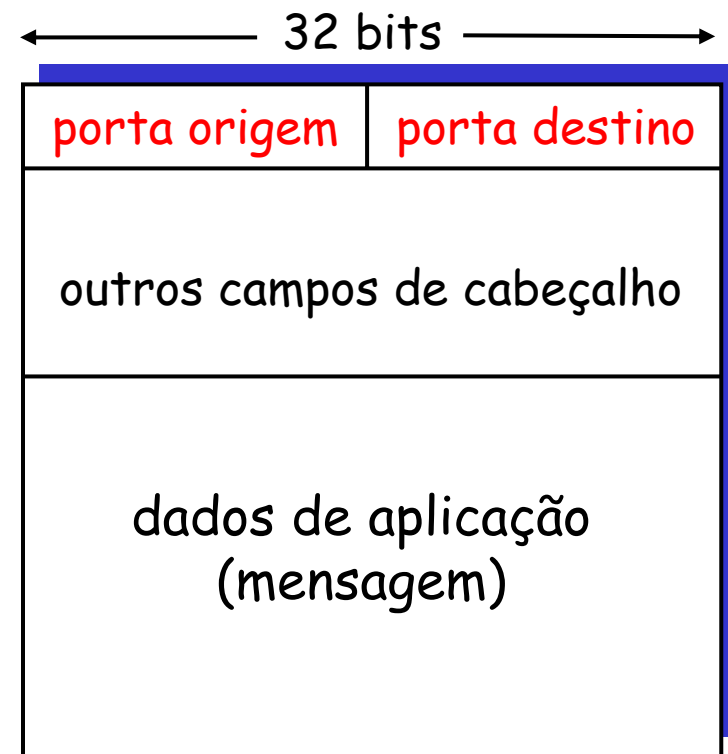 32 bits
porta origem
porta destino
outros campos de cabeçalho
dados de aplicação
(mensagem)